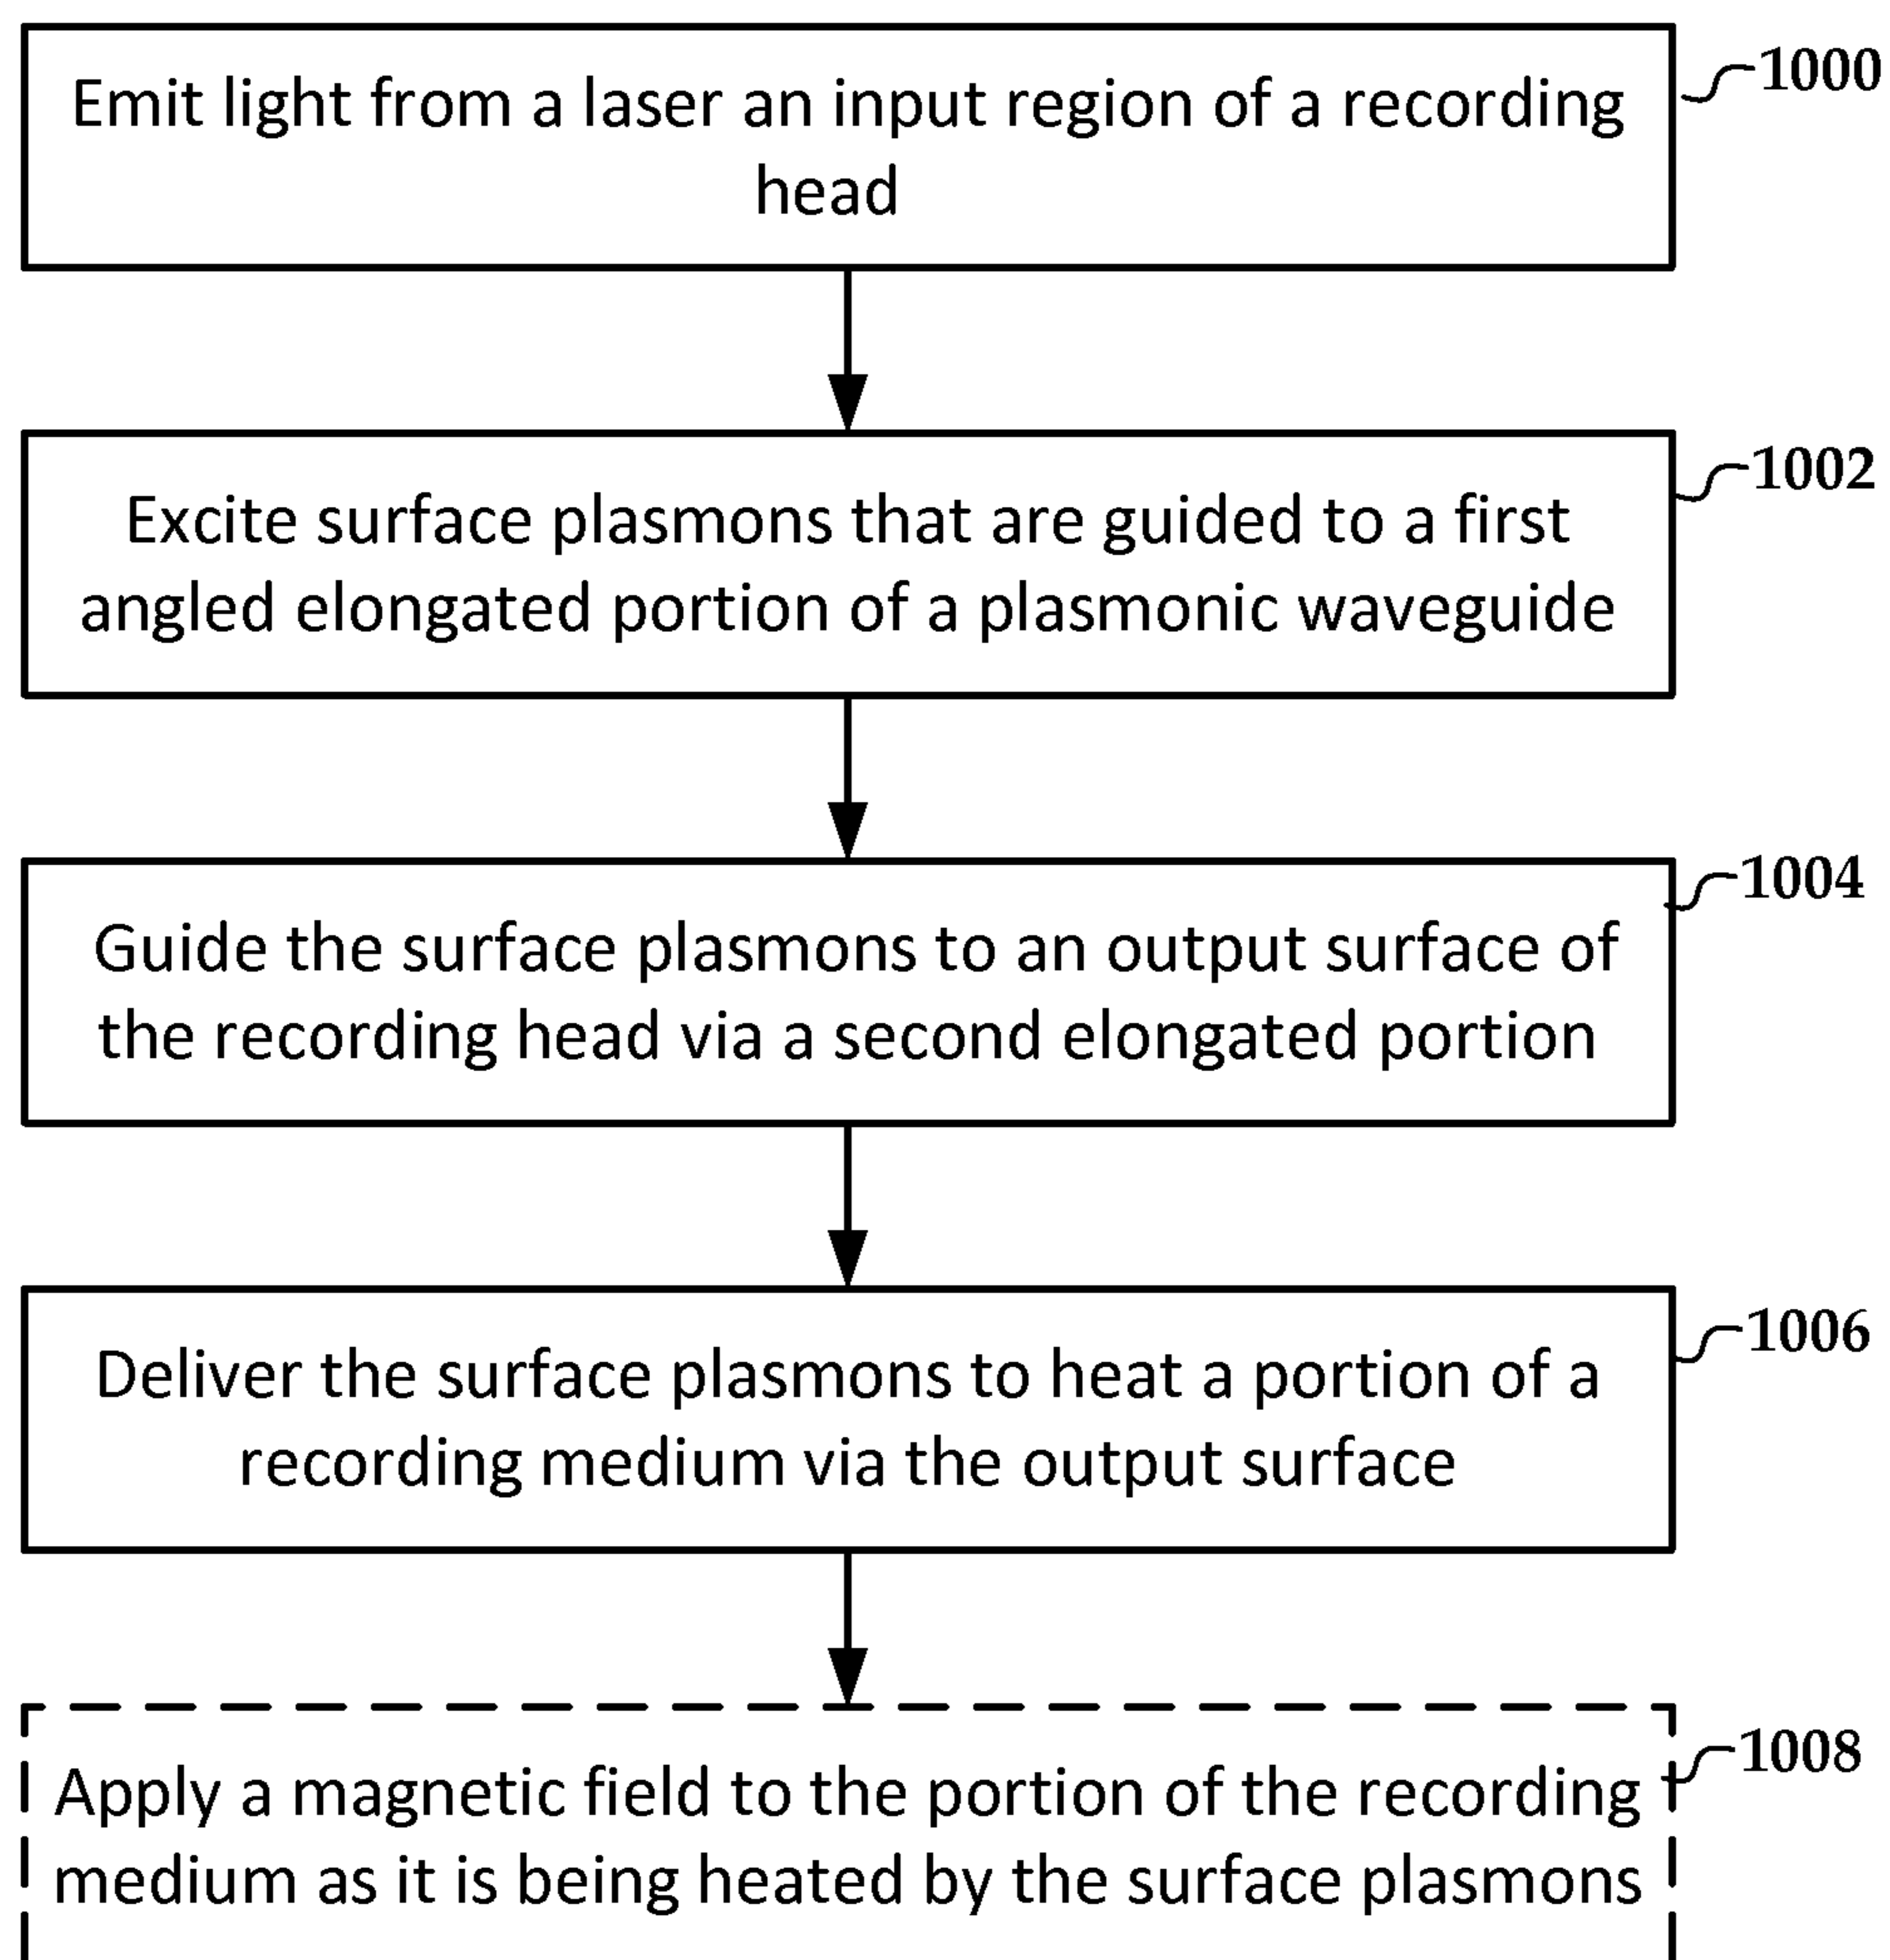 Emit light from a laser an input region of a recording
head
1000
Excite surface plasmons that are guided to a first
angled elongated portion of a plasmonic waveguide
1002
Guide the surface plasmons to an output surface of
the recording head via a second elongated portion
1004
Deliver the surface plasmons to heat a portion of a
recording medium via the output surface
1006
Apply a magnetic field to the portion of the recording
medium as it is being heated by the surface plasmons
1008